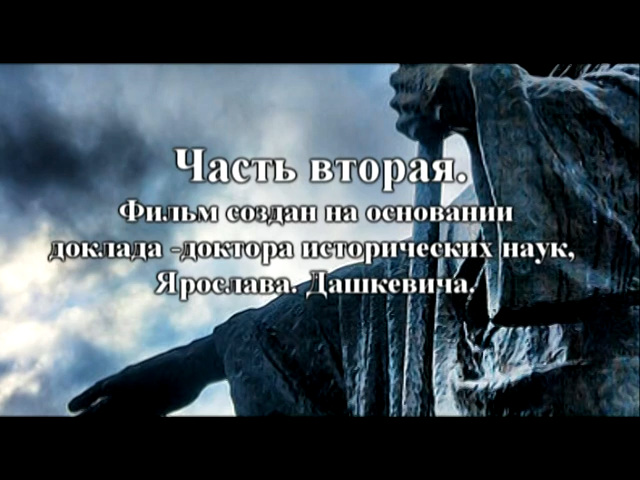 Часть вторая.
Фильм создан на основании
доклада -доктора исторических наук,
Ярослава. Дашкевича.